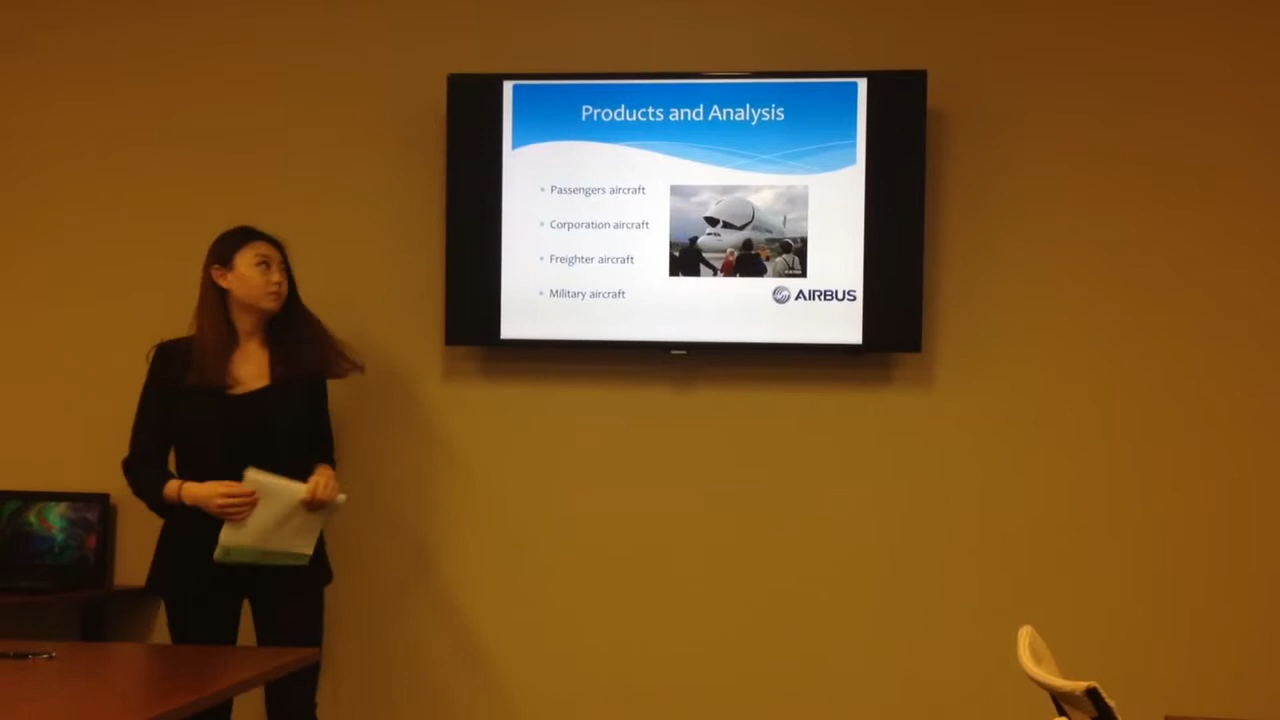 Products and Analysis
Passengers aircraft
Corporation aircraft
Freighter aircraft
Military aircraft
AIRBUS